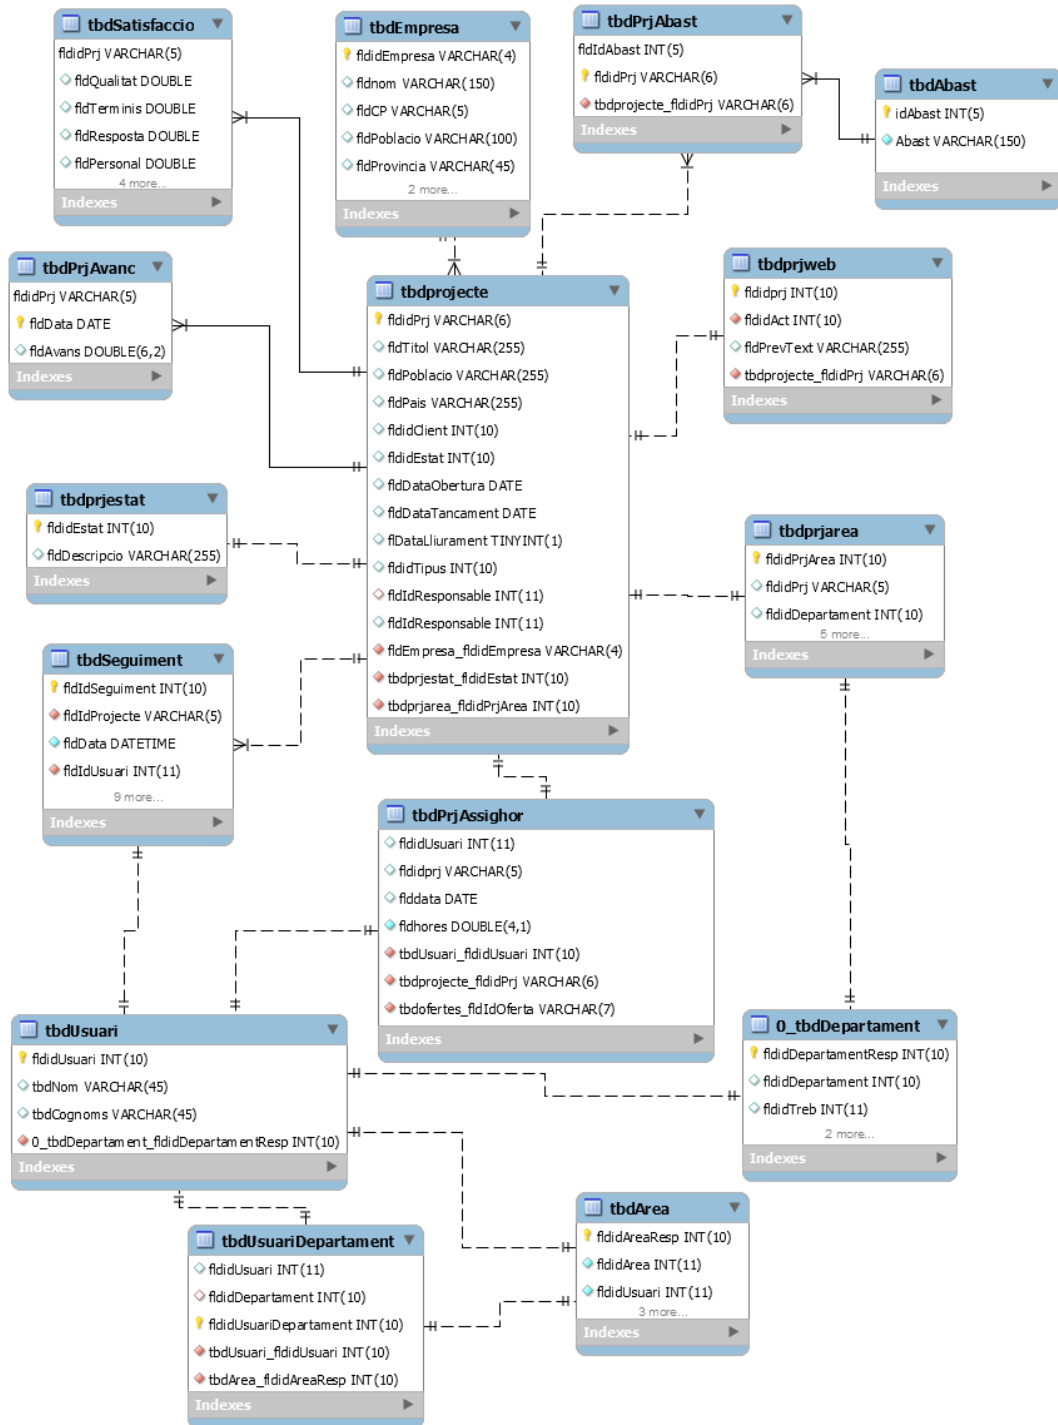 tbdSatisfaccio
fldidPrj VARCHAR(5)
fldQualitat DOUBLE
fldTerminis DOUBLE
fldResposta DOUBLE
fldPersonal DOUBLE
4 more...
Indexes
tbdEmpresa
fldidEmpresa VARCHAR(4)
fldnom VARCHAR(150)
fldCP VARCHAR(5)
fldPoblacio VARCHAR(100)
fldProvincia VARCHAR(45)
2 more...
Indexes
tbdPrjAbast
fldIdAbast INT(5)
fldidPrj VARCHAR(6)
tbdprojecte_fldidPrj VARCHAR(6)
Indexes
tbdAbast
idAbast INT(5)
Abast VARCHAR(150)
Indexes
tbdPrjAvanc
fldidPrj VARCHAR(5)
fldData DATE
fldAvans DOUBLE(6,2)
Indexes
tbdprojecte
fldidPrj VARCHAR(6)
fldTitol VARCHAR(255)
fldPoblacio VARCHAR(255)
fldPais VARCHAR(255)
fldidClient INT(10)
fldidEstat INT(10)
fldDataObertura DATE
fldDataTancament DATE
flDataLliurament TINYINT(1)
fldidTipus INT(10)
fldIdResponsable INT(11)
fldIdResponsable INT(11)
fldEmpresa_fldidEmpresa VARCHAR(4)
tbdprjestat_fldidEstat INT(10)
tbdprjarea_fldidPrjArea INT(10)
Indexes
tbdprjweb
fldidprj INT(10)
fldidAct INT(10)
fldPrevText VARCHAR(255)
tbdprojecte_fldidPrj VARCHAR(6)
Indexes
tbdprjestat
fldidEstat INT(10)
fldDescripcio VARCHAR(255)
Indexes
tbdprjarea
fldidPrjArea INT(10)
fldidPrj VARCHAR(5)
fldidDepartament INT(10)
5 more...
Indexes
tbdSeguiment
fldIdSeguiment INT(10)
fldIdProjecte VARCHAR(5)
fldData DATETIME
fldIdUsuari INT(11)
9 more...
Indexes
tbdPrjAssighor
fldidUsuari INT(11)
fldidprj VARCHAR(5)
flddata DATE
fldhores DOUBLE(4,1)
tbdUsuari_fldidUsuari INT(10)
tbdprojecte_fldidPrj VARCHAR(6)
tbdofertes_fldIdOferta VARCHAR(7)
Indexes
tbdUsuari
fldidUsuari INT(10)
tbdNom VARCHAR(45)
tbdCognoms VARCHAR(45)
0_tbdDepartament_fldidDepartamentResp INT(10)
Indexes
0_tbdDepartament
fldidDepartamentResp INT(10)
fldidDepartament INT(10)
fldidTreb INT(11)
2 more...
Indexes
tbdUsuariDepartament
fldidUsuari INT(11)
fldidDepartament INT(10)
fldidUsuariDepartament INT(10)
tbdUsuari_fldidUsuari INT(10)
tbdArea_fldidAreaResp INT(10)
Indexes
tbdArea
fldidAreaResp INT(10)
fldidArea INT(11)
fldidUsuari INT(11)
3 more...
Indexes